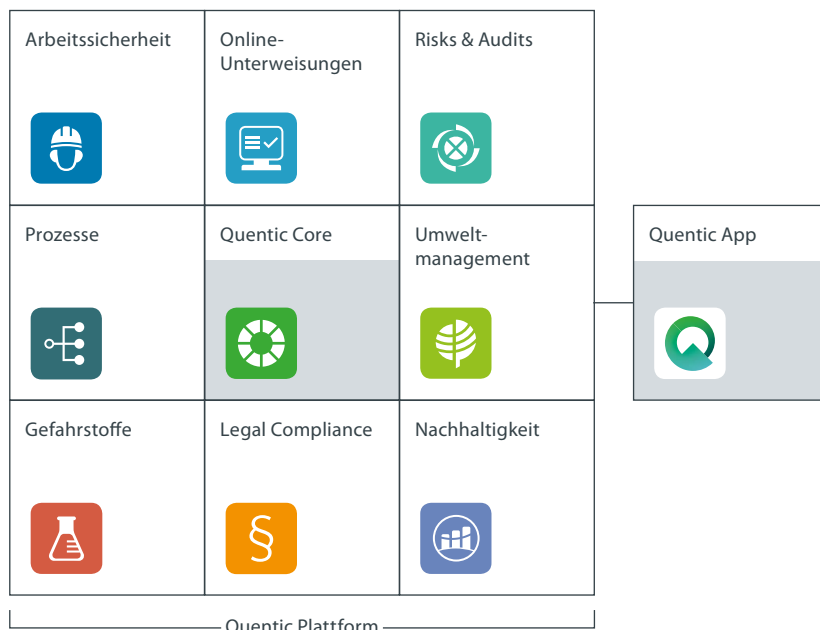 Arbeitssicherheit
Online-
Unterweisungen
Risks & Audits
Prozesse
Quentic Core
Umwelt-
management
Quentic App
Gefahrstoffe
Legal Compliance
§
Nachhaltigkeit
Quentic Plattform